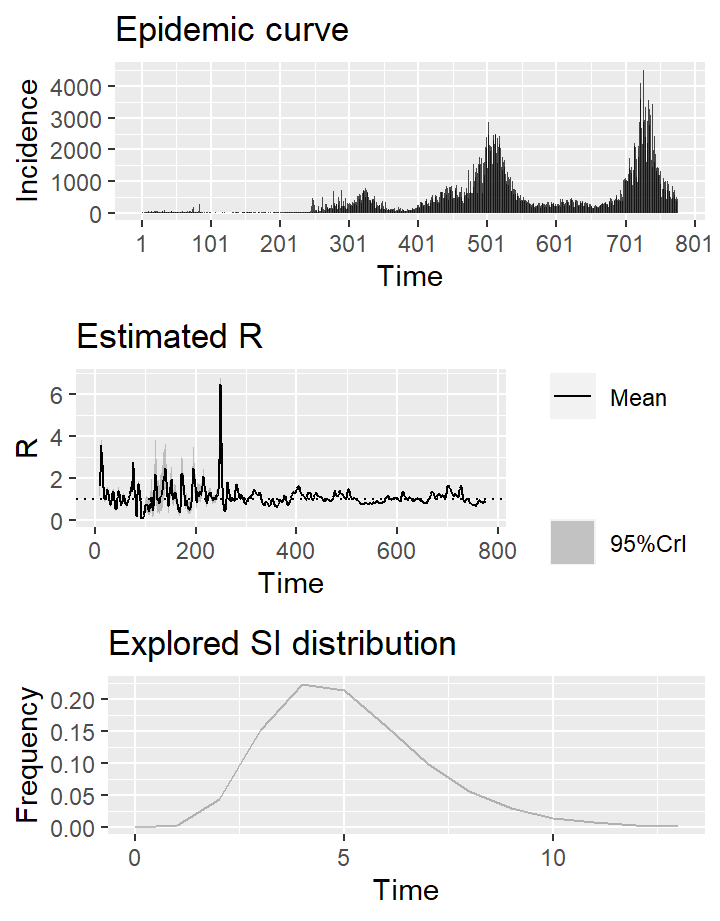 Epidemic curve
Incidence
4000
3000
2000
1000
0
1 101 201 301 401 501 601 701 801
Time
Estimated R
R
6
4
2
0
0 200 400 600 800
Time
Mean
95%CrI
Explored SI distribution
Frequency
0.20
0.15
0.10
0.05
0.00
0 5 10
Time